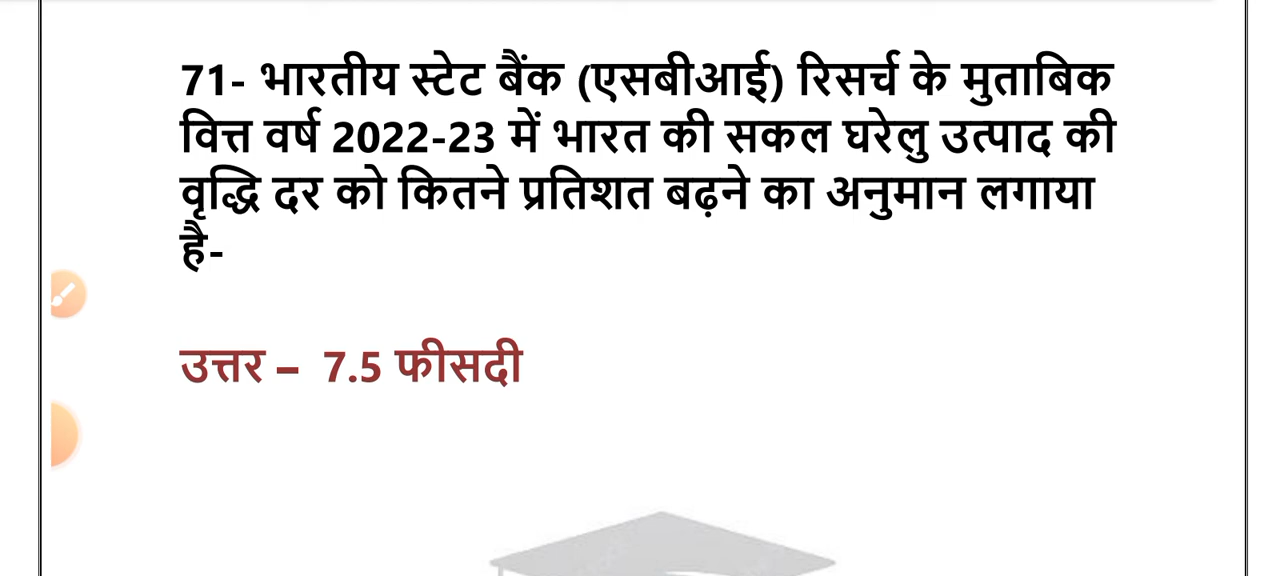 71- भारतीय स्टेट बैंक (एसबीआई) रिसर्च के मुताबिक
वित्त वर्ष 2022-23 में भारत की सकल घरेलु उत्पाद की
वृद्धि दर को कितने प्रतिशत बढ़ने का अनुमान लगाया
है-
उत्तर – 7.5 फीसदी